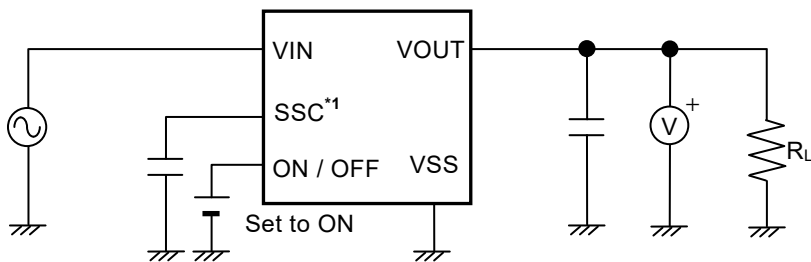 VIN VOUT
SSC*1
ON / OFF VSS
Set to ON
V +
RL